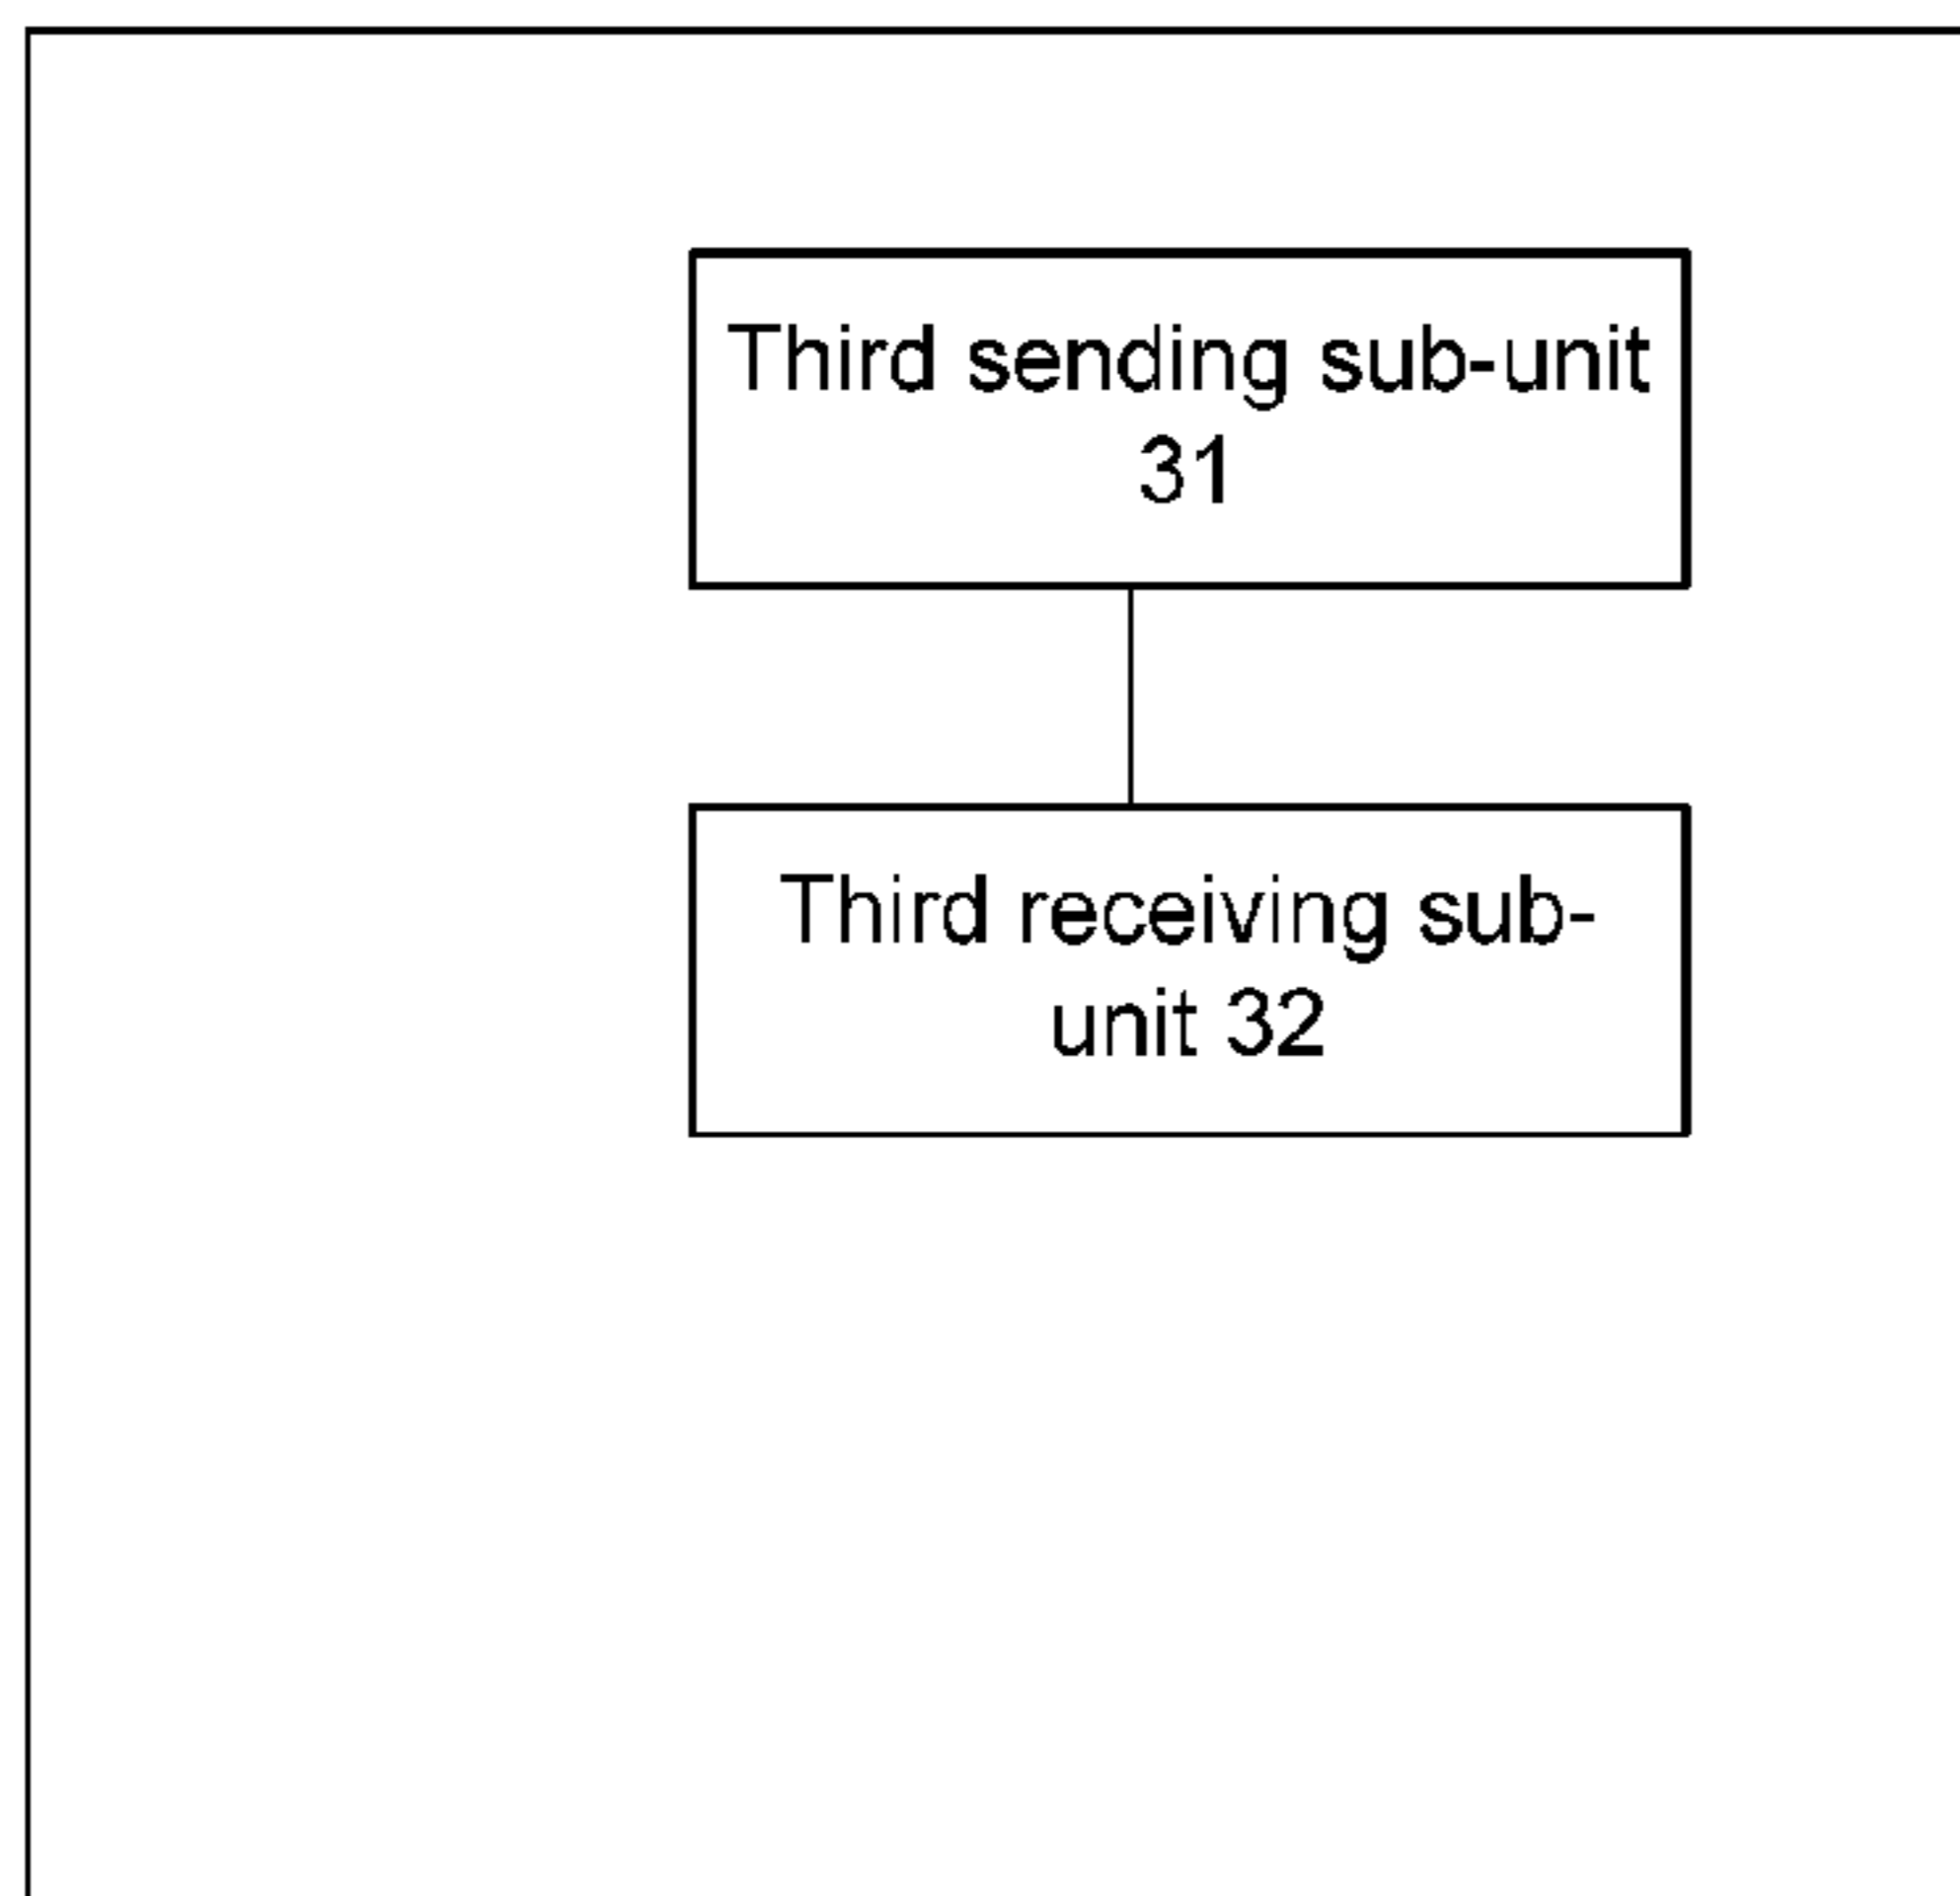 Third sending sub-unit
31
Third receiving sub-
unit 32